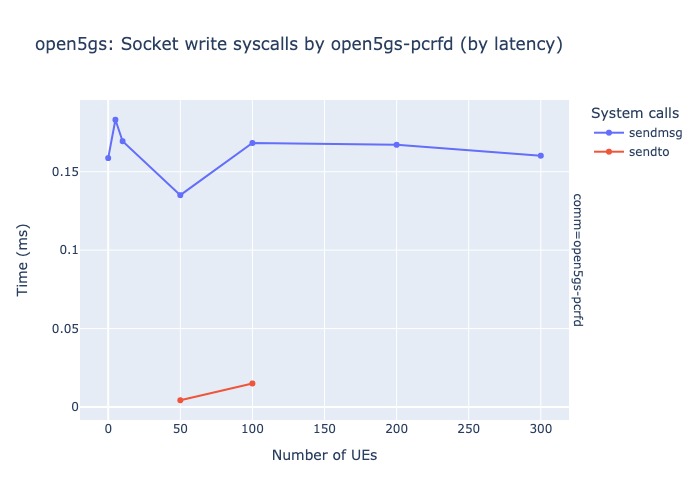 open5gs: Socket write syscalls by open5gs-pcrfd (by latency)
System calls
sendmsg
sendto
0.15
0.1
0.05
0
Time (ms)
comm=open5gs-pcrfd
0 50 100 150 200 250 300
Number of UEs